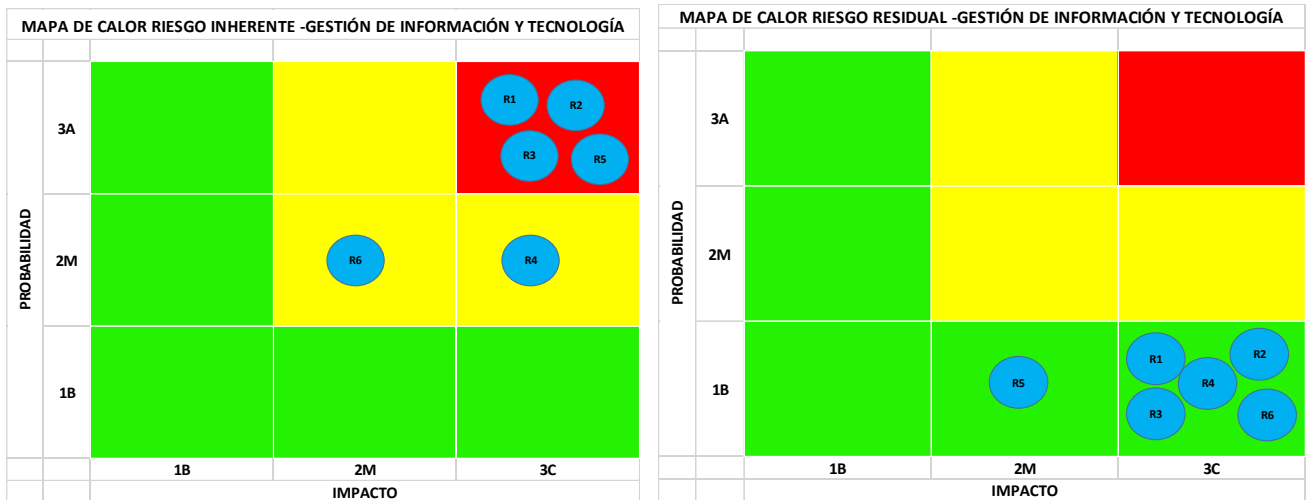 MAPA DE CALOR RIESGO INHERENTE -GESTIÓN DE INFORMACIÓN Y TECNOLOGÍA
PROBABILIDAD
3A
R1
R2
R3
R5
2M
R6
R4
1B
1B
2M
3C
IMPACTO
MAPA DE CALOR RIESGO RESIDUAL -GESTIÓN DE INFORMACIÓN Y TECNOLOGÍA
PROBABILIDAD
3A
2M
1B
R5
R1
R2
R4
R3
R6
1B
2M
3C
IMPACTO